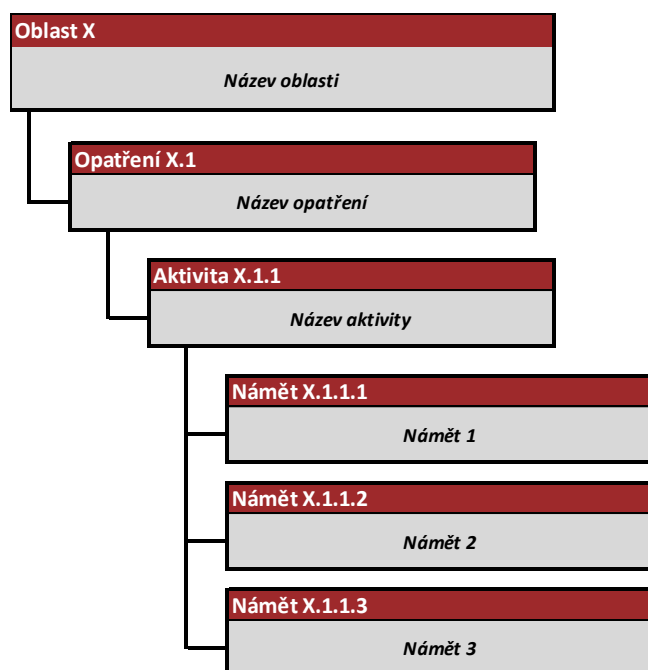 Oblast X
Název oblasti
Opatření X.1
Název opatření
Aktivita X.1.1
Název aktivity
Námět X.1.1.1
Námět 1
Námět X.1.1.2
Námět 2
Námět X.1.1.3
Námět 3